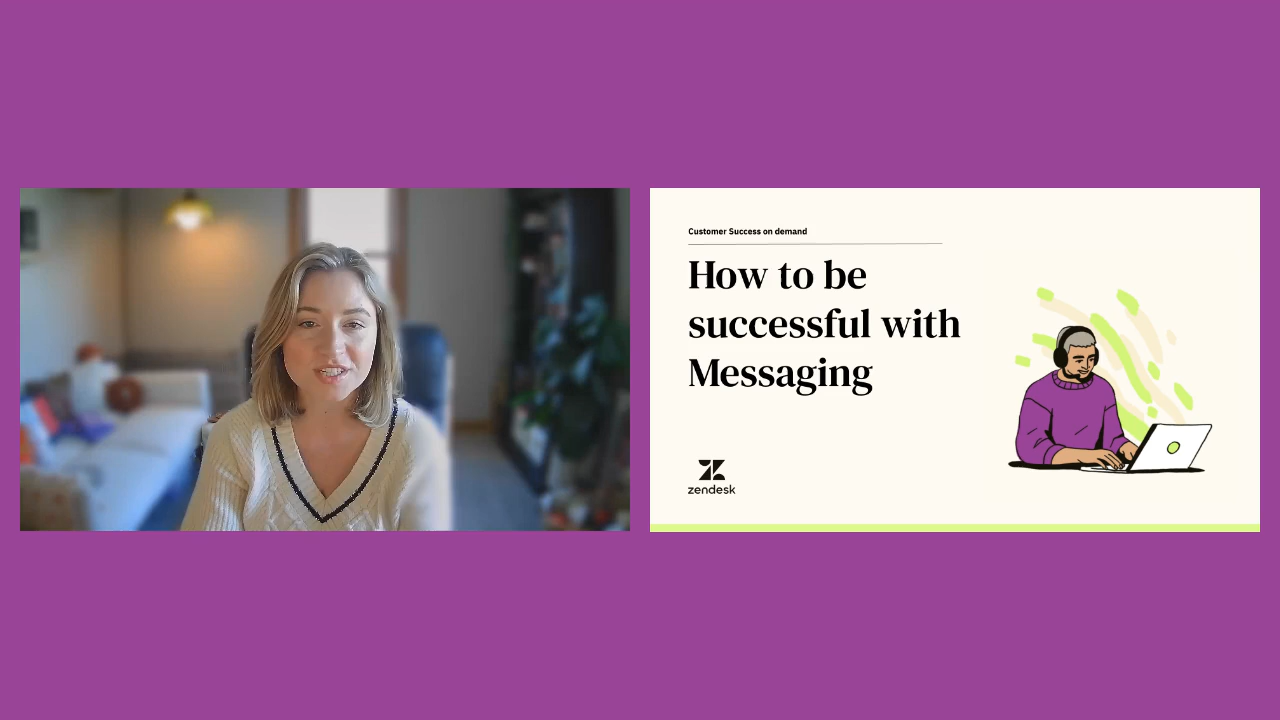 Customer Success on demand
How to be
successful with
Messaging
zendesk